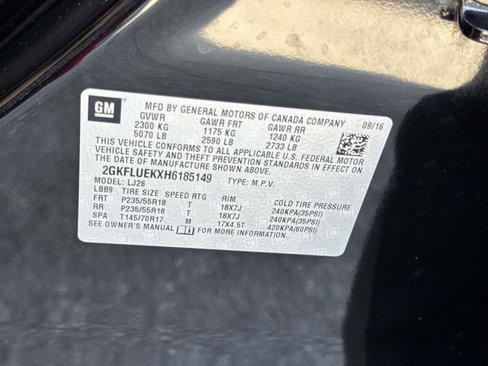 GM
MFD BY GENERAL MOTORS OF CANADA COMPANY
GVWR GAWR FRT GAWR RR 09/16
2300 KG 1175 KG 1240 KG
5070 LB 2590 LB 2733 LB
THIS VEHICLE CONFORMS TO ALL APPLICABLE U.S. FEDERAL MOTOR
VEHICLE SAFETY AND THEFT PREVENTION STANDARDS IN EFFECT ON
THE DATE OF MANUFACTURE SHOWN ABOVE.
2GKFLUEKXH6185149 TYPE: M.P.V.
MODEL: LJ26
LBB9 TIRE SIZE SPEED RTG RIM COLD TIRE PRESSURE
FRT P235/55R18 T 18X7J 240KPA(35PSI)
RR P235/55R18 T 18X7J 240KPA(35PSI)
SPA T145/70R17 M 17X4.5T 420KPA(60PSI)
SEE OWNER'S MANUAL FOR MORE INFORMATION